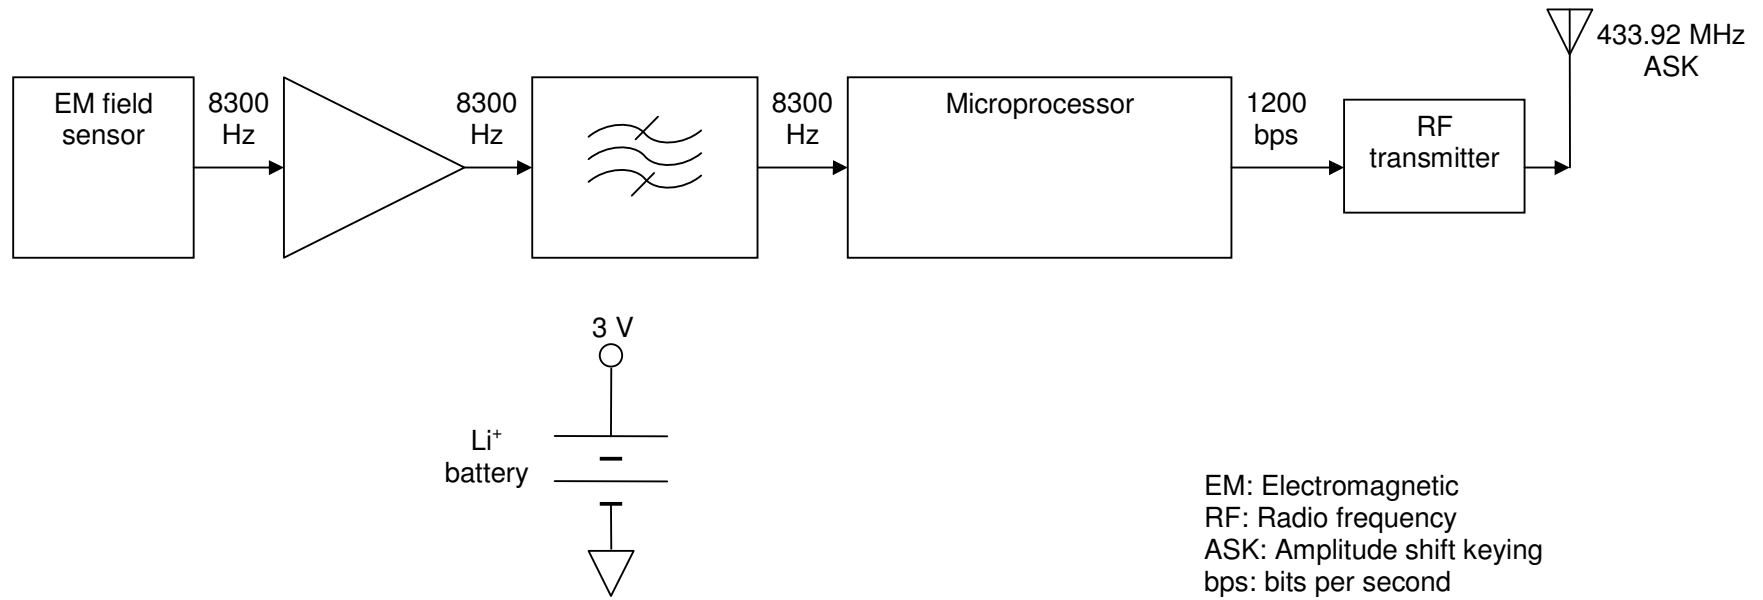 433.92 MHz
ASK
EM field
sensor
8300
Hz
8300
Hz
8300
Hz
Microprocessor
1200
bps
RF
transmitter
3 V
Li⁺
battery
EM: Electromagnetic
RF: Radio frequency
ASK: Amplitude shift keying
bps: bits per second